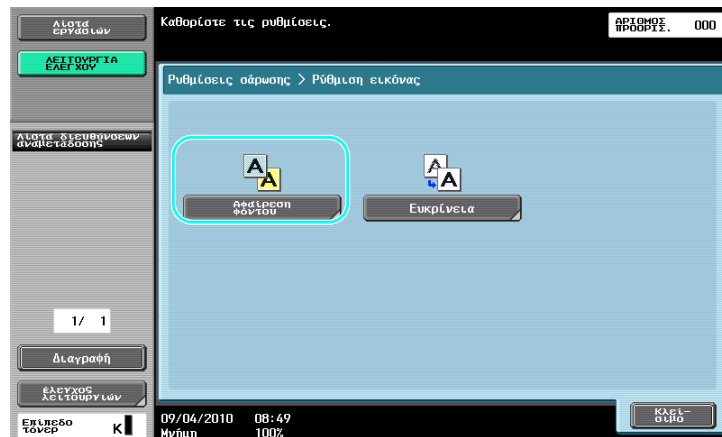 Λίστα
εργασιών
Καθορίστε τις ρυθμίσεις.
ΑΡΙΘΜΟΣ
ΠΡΟΟΡΙΣ.
000
ΛΕΙΤΟΥΡΓΙΑ
ΕΛΕΓΧΟΥ
Ρυθμίσεις σάρωσης > Ρύθμιση εικόνας
Λίστα διευθύνσεων
αναμετάδοσης
Αφαίρεση
φόντου
Ευκρίνεια
1/ 1
Διαγραφή
έλεγχος
λειτουργιών
Κλεί-
σιμο
Επίπεδο
τόνερ
K
09/04/2010 08:49
Μνήμη 100%